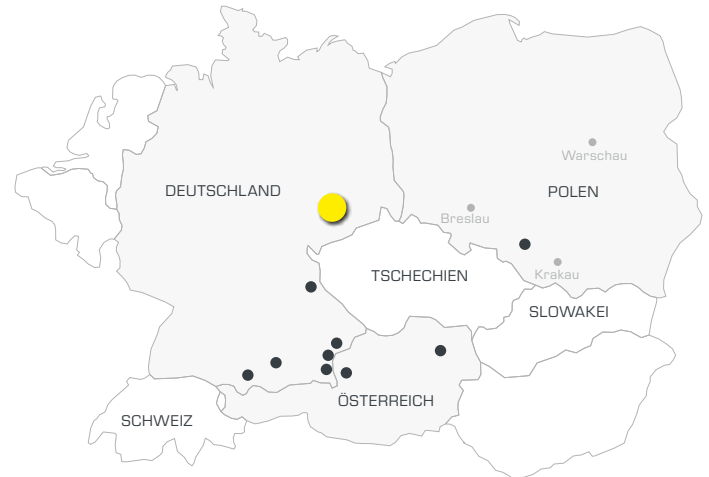 Warschau
DEUTSCHLAND
POLEN
Breslau
TSCHECHIEN
Krakau
SLOWAKEI
ÖSTERREICH
SCHWEIZ